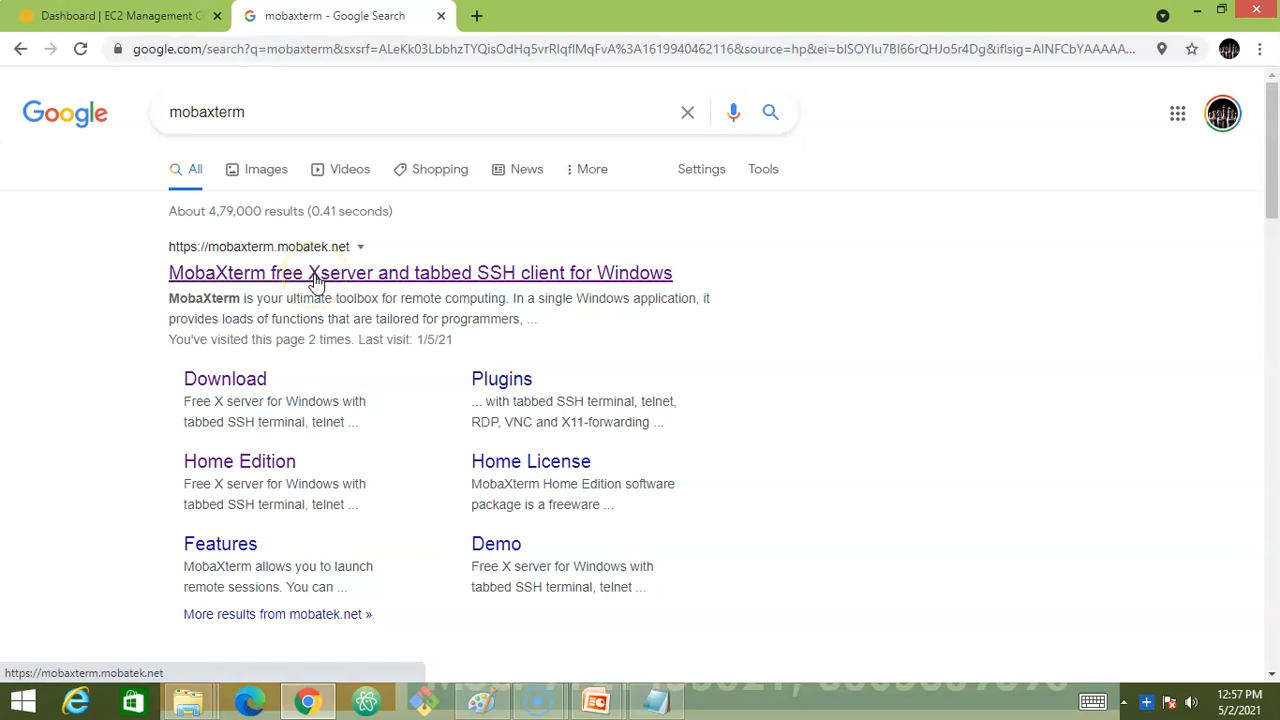 Dashboard | EC2 Management C
mobaxterm - Google Search
google.com/search?q=mobaxterm&sxsrf=ALeKk03LbbhzTYQisOdHq5vrRIqfIMqFvA%3A1619940462116&source=hp&ei=blSOYIu7BI66rQHJo5r4Dg&iflsig=AINFCbYAAAAA...
Google
mobaxterm
All
Images
Videos
Shopping
News
More
Settings
Tools
About 4,79,000 results (0.41 seconds)
https://mobaxterm.mobatek.net
MobaXterm free Xserver and tabbed SSH client for Windows
MobaXterm is your ultimate toolbox for remote computing. In a single Windows application, it
provides loads of functions that are tailored for programmers, ...
You've visited this page 2 times. Last visit: 1/5/21
Download
Free X server for Windows with
tabbed SSH terminal, telnet ...
Plugins
... with tabbed SSH terminal, telnet,
RDP, VNC and X11-forwarding ...
Home Edition
Free X server for Windows with
tabbed SSH terminal, telnet ...
Home License
MobaXterm Home Edition software
package is a freeware ...
Features
MobaXterm allows you to launch
remote sessions. You can ...
Demo
Free X server for Windows with
tabbed SSH terminal, telnet ...
More results from mobatek.net »
https://mobaxterm.mobatek.net
12:57 PM
5/2/2021